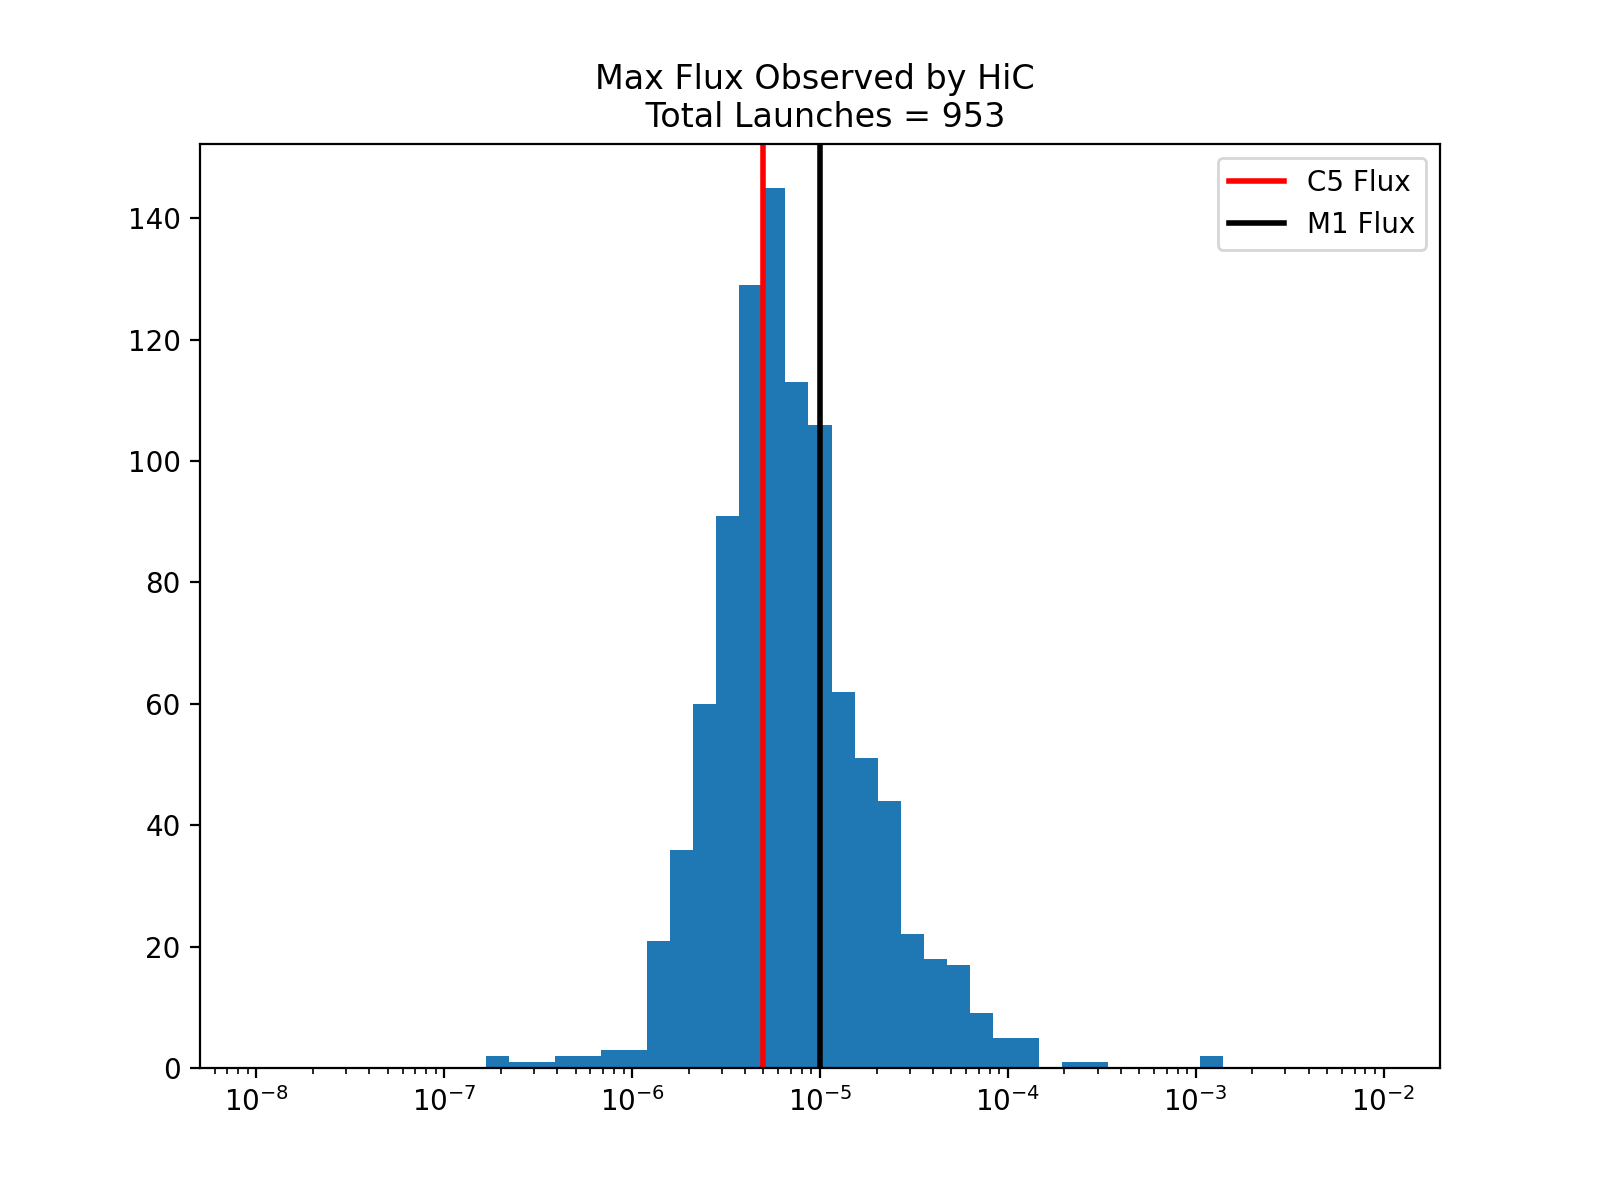 Max Flux Observed by HiC
Total Launches = 953
C5 Flux
M1 Flux
140
120
100
80
60
40
20
0
10⁻⁸ 10⁻⁷ 10⁻⁶ 10⁻⁵ 10⁻⁴ 10⁻³ 10⁻²